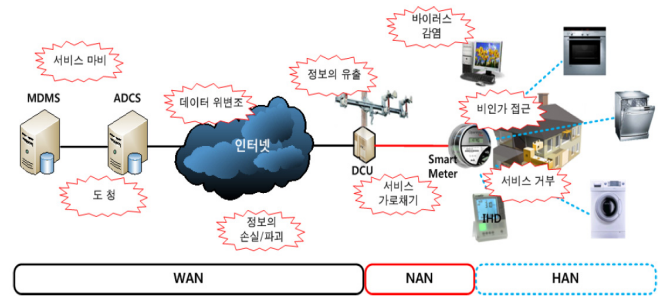 바이러스
감염
서비스 마비
정보의 유출
MDMS
ADCS
데이터 위변조
비인가 접근
인터넷
DCU
Smart
Meter
도 청
서비스
가로채기
서비스 거부
IHD
정보의
손실/파괴
WAN
NAN
HAN